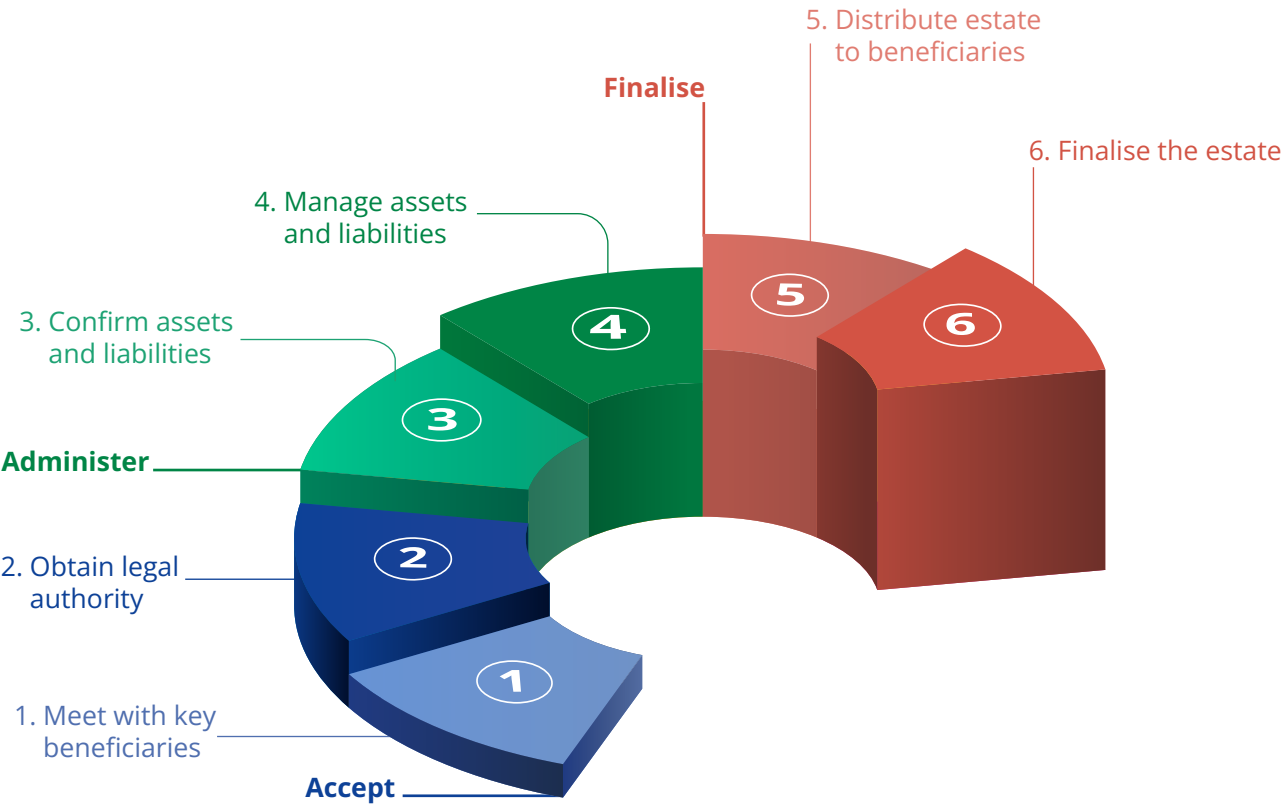 5. Distribute estate
to beneficiaries
Finalise
6. Finalise the estate
4. Manage assets
and liabilities
5
6
4
3. Confirm assets
and liabilities
3
Administer
2
2. Obtain legal
authority
1
1. Meet with key
beneficiaries
Accept